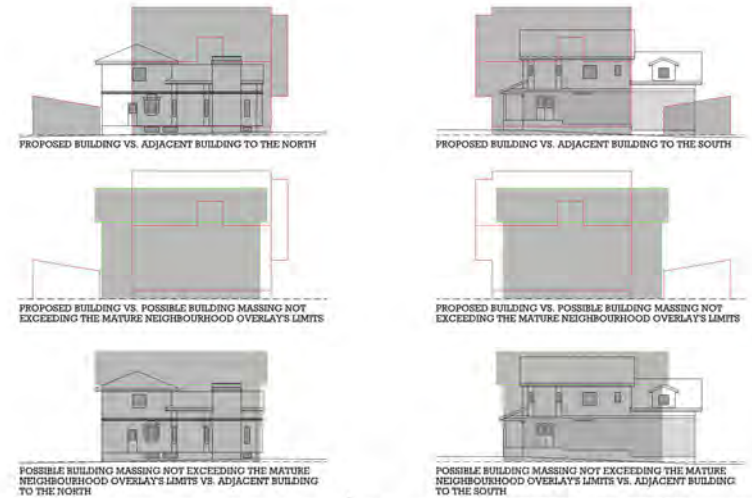 PROPOSED BUILDING VS. ADJACENT BUILDING TO THE NORTH
PROPOSED BUILDING VS. ADJACENT BUILDING TO THE SOUTH
PROPOSED BUILDING VS. POSSIBLE BUILDING MASSING NOT
EXCEEDING THE MATURE NEIGHBOURHOOD OVERLAY'S LIMITS
PROPOSED BUILDING VS. POSSIBLE BUILDING MASSING NOT
EXCEEDING THE MATURE NEIGHBOURHOOD OVERLAY'S LIMITS
POSSIBLE BUILDING MASSING NOT EXCEEDING THE MATURE
NEIGHBOURHOOD OVERLAY'S LIMITS VS. ADJACENT BUILDING
TO THE NORTH
POSSIBLE BUILDING MASSING NOT EXCEEDING THE MATURE
NEIGHBOURHOOD OVERLAY'S LIMITS VS. ADJACENT BUILDING
TO THE SOUTH